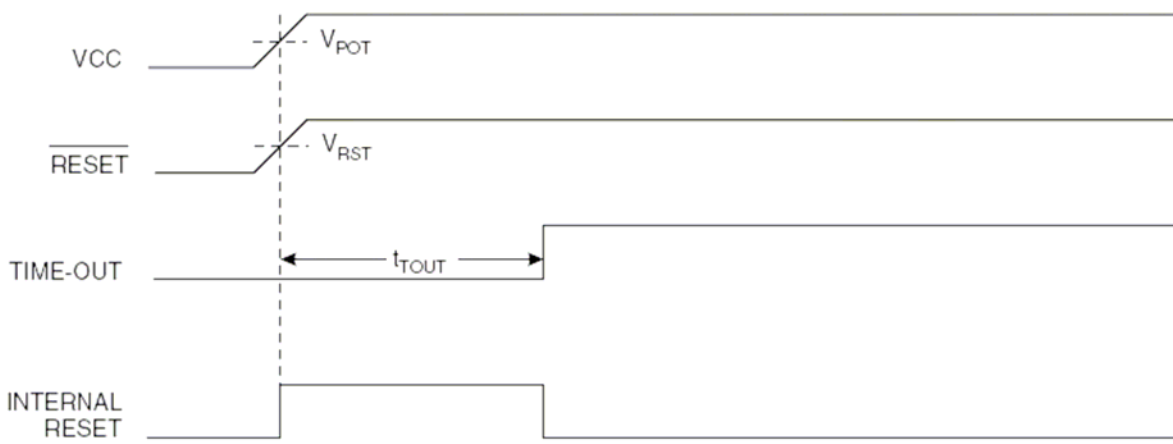 VCC
V_POT
RESET
V_RST
TIME-OUT
t_TOUT
INTERNAL
RESET